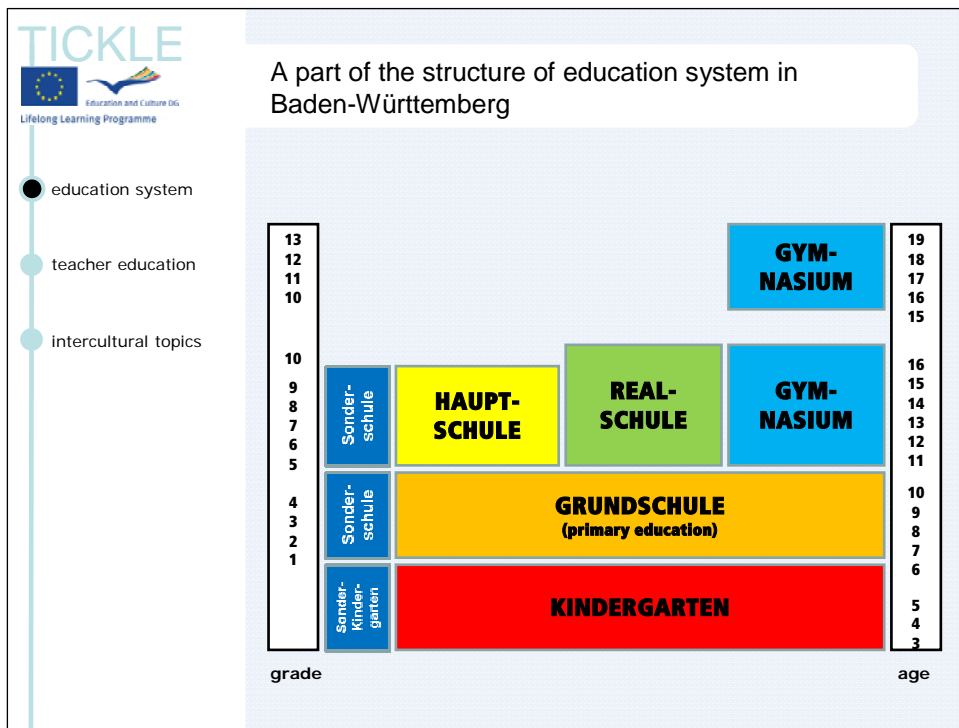 TICKLE
Education and Culture DG
Lifelong Learning Programme
A part of the structure of education system in
Baden-Württemberg
education system
teacher education
intercultural topics
13
12
11
10
10
9
8
7
6
5
4
3
2
1
grade
Sonder-
schule
Sonder-
schule
Sonder-
Kinder-
garten
HAUPT-
SCHULE
REAL-
SCHULE
GYM-
NASIUM
GYM-
NASIUM
GRUNDSCHULE
(primary education)
KINDERGARTEN
19
18
17
16
15
16
15
14
13
12
11
10
9
8
7
6
5
4
3
age